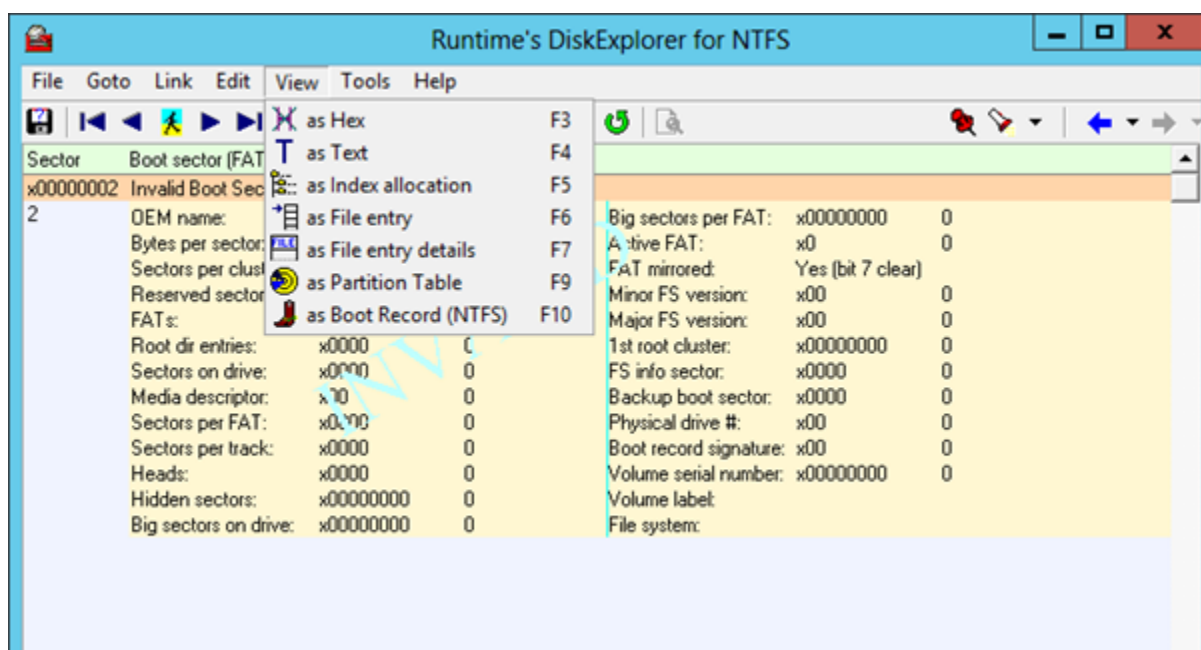 Runtime's DiskExplorer for NTFS
File Goto Link Edit View Tools Help
as Hex F3
as Text F4
as Index allocation F5
as File entry F6
as File entry details F7
as Partition Table F9
as Boot Record (NTFS) F10
Sector Boot sector (FAT
x00000002 Invalid Boot Sec
2 OEM name: Big sectors per FAT: x00000000 0
Bytes per sector: Active FAT: x0 0
Sectors per clust FAT mirrored: Yes (bit 7 clear)
Reserved sector Minor FS version: x00 0
FATs: Major FS version: x00 0
Root dir entries: x0000 0 1st root cluster: x00000000 0
Sectors on drive: x0000 0 FS info sector: x0000 0
Media descriptor: x00 0 Backup boot sector: x0000 0
Sectors per FAT: x0000 0 Physical drive #: x00 0
Sectors per track: x0000 0 Boot record signature: x00 0
Heads: x0000 0 Volume serial number: x00000000 0
Hidden sectors: x00000000 0 Volume label:
Big sectors on drive: x00000000 0 File system: